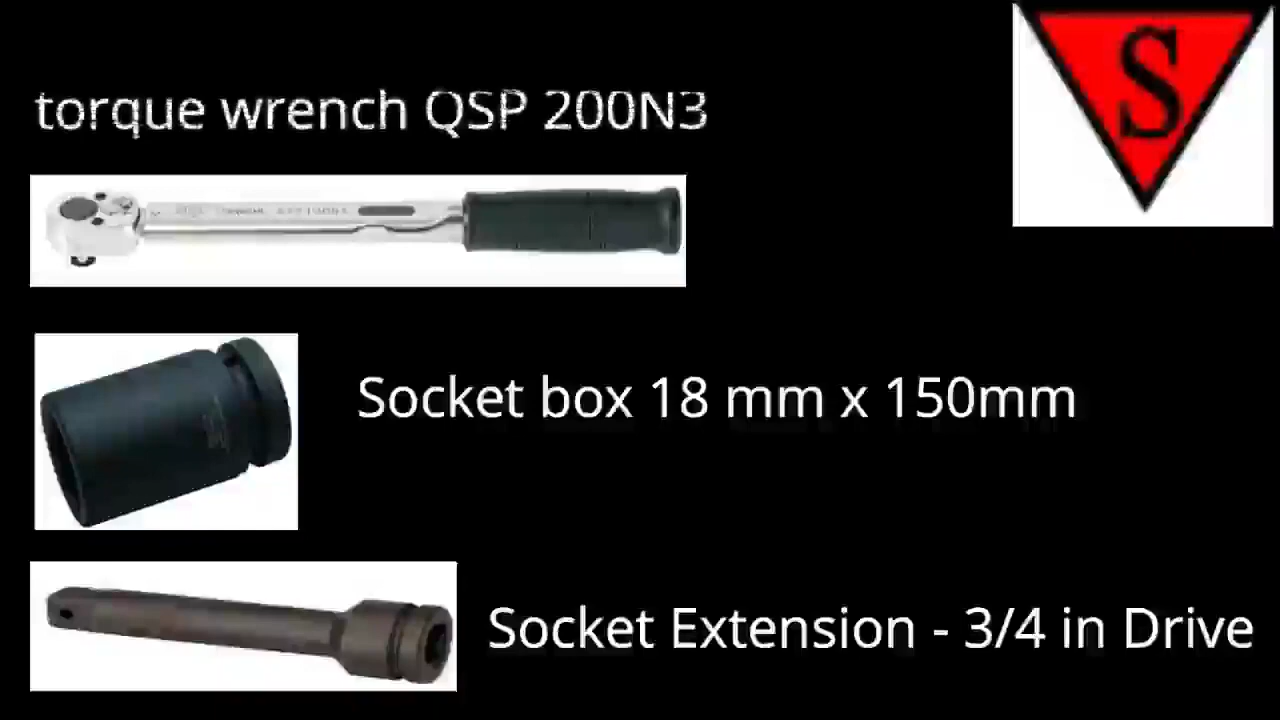 torque wrench QSP 200N3
S
Socket box 18 mm x 150mm
Socket Extension - 3/4 in Drive